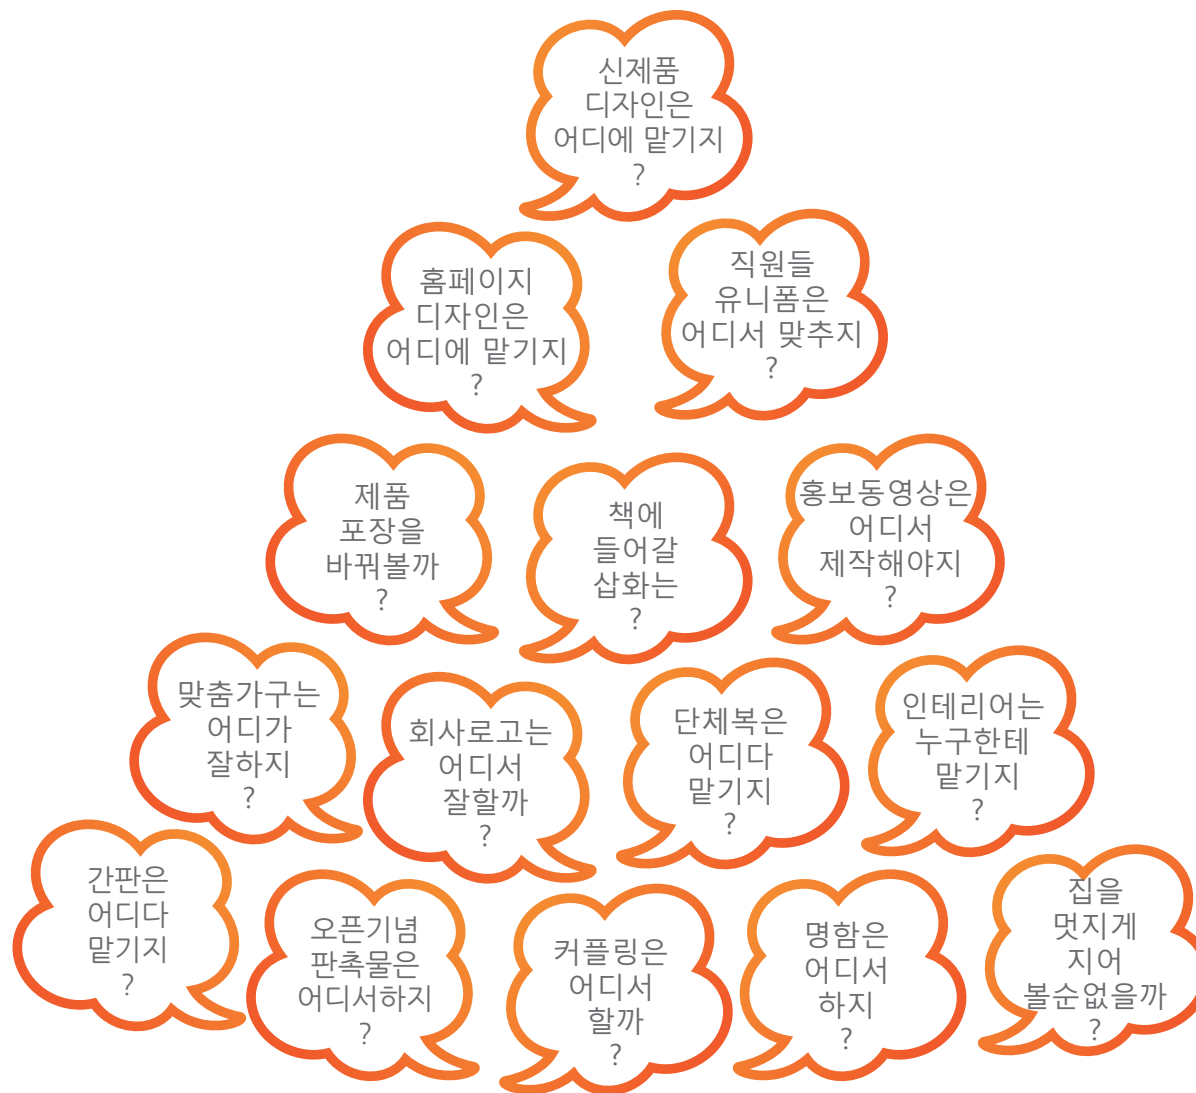 신제품
디자인은
어디에 맡기지
?
홈페이지
디자인은
어디에 맡기지
?
직원들
유니폼은
어디서 맞추지
?
제품
포장을
바꿔볼까
?
책에
들어갈
삽화는
?
홍보동영상은
어디서
제작해야지
?
맞춤가구는
어디가
잘하지
?
회사로고는
어디서
잘할까
?
단체복은
어디다
맡기지
?
인테리어는
누구한테
맡기지
?
간판은
어디다
맡기지
?
오픈기념
판촉물은
어디서하지
?
커플링은
어디서
할까
?
명함은
어디서
하지
?
집을
멋지게
지어
볼순없을까
?